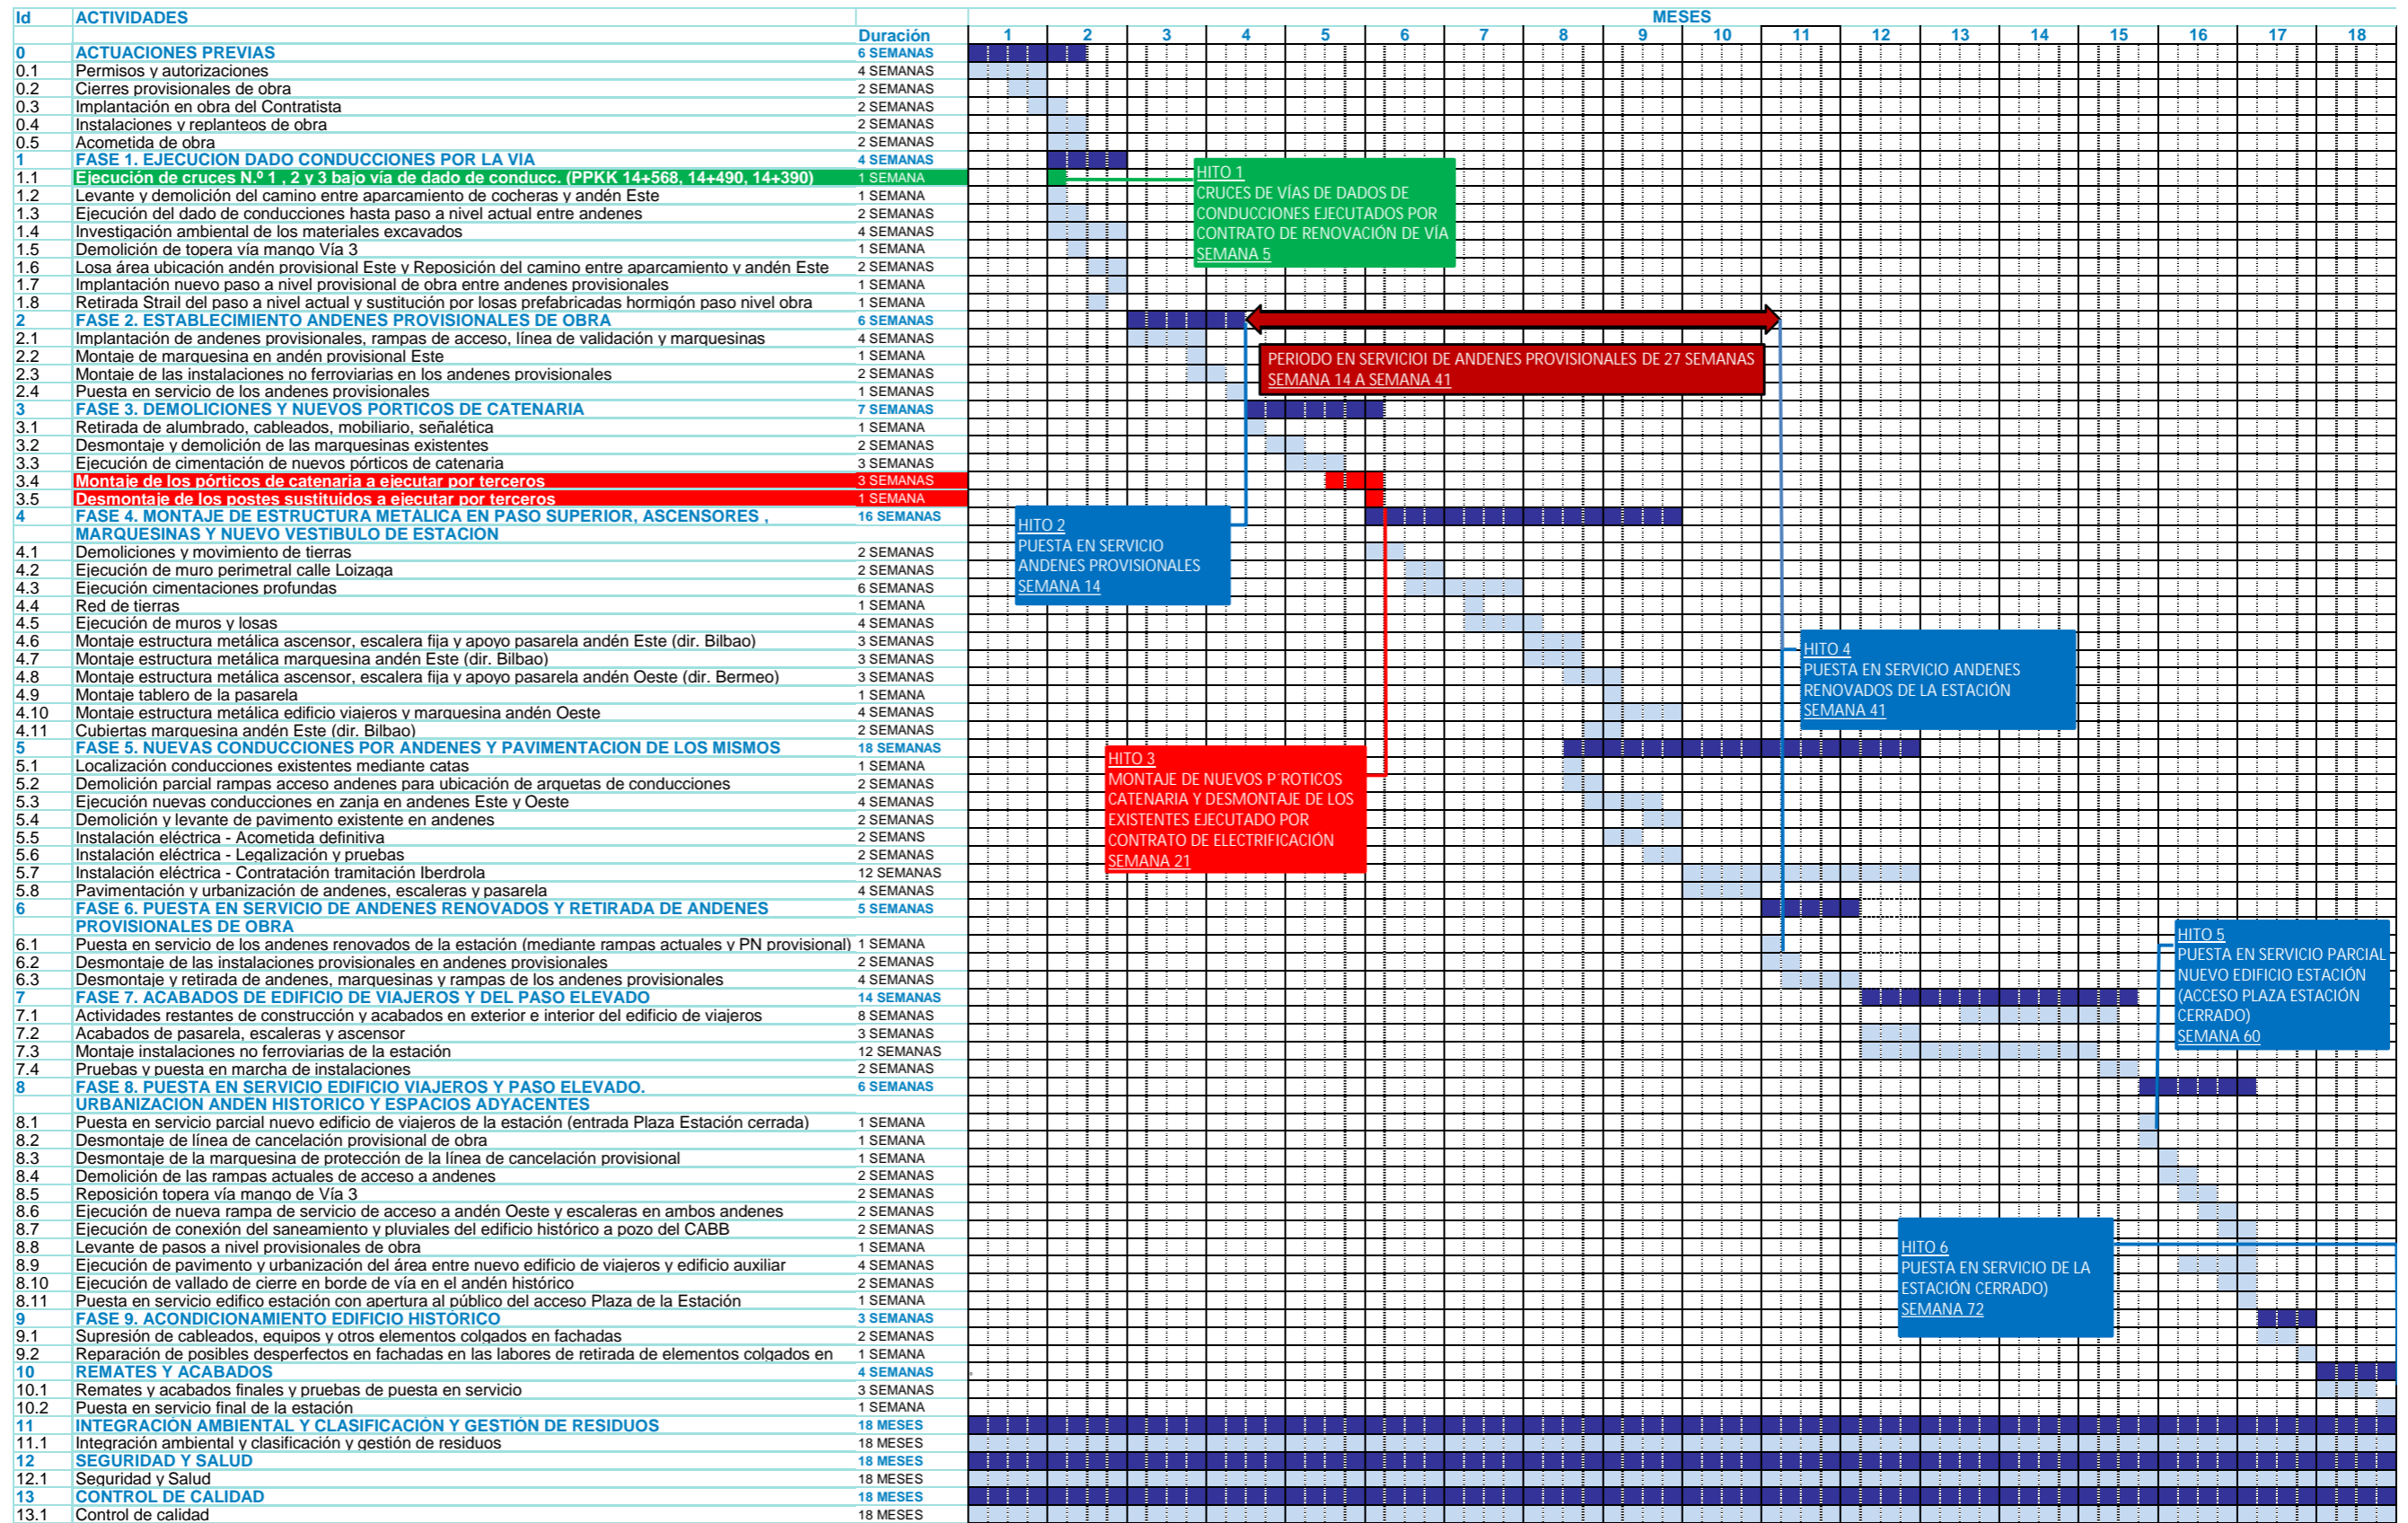 Id ACTIVIDADES MESES
Duración 1 2 3 4 5 6 7 8 9 10 11 12 13 14 15 16 17 18
0 ACTUACIONES PREVIAS 6 SEMANAS
0.1 Permisos y autorizaciones 4 SEMANAS
0.2 Cierres provisionales de obra 2 SEMANAS
0.3 Implantación en obra del Contratista 2 SEMANAS
0.4 Instalaciones y replanteos de obra 2 SEMANAS
0.5 Acometida de obra 2 SEMANAS
1 FASE 1. EJECUCION DADO CONDUCCIONES POR LA VIA 4 SEMANAS
1.1 Ejecución de cruces N.º 1 , 2 y 3 bajo vía de dado de conducc. (PPKK 14+568, 14+490, 14+390) 1 SEMANA
1.2 Levante y demolición del camino entre aparcamiento de cocheras y andén Este 1 SEMANA
1.3 Ejecución del dado de conducciones hasta paso a nivel actual entre andenes 2 SEMANAS
1.4 Investigación ambiental de los materiales excavados 4 SEMANAS
1.5 Demolición de topera vía mango Vía 3 1 SEMANA
1.6 Losa área ubicación andén provisional Este y Reposición del camino entre aparcamiento y andén Este 2 SEMANAS
1.7 Implantación nuevo paso a nivel provisional de obra entre andenes provisionales 1 SEMANA
1.8 Retirada Strail del paso a nivel actual y sustitución por losas prefabricadas hormigón paso nivel obra 1 SEMANA
HITO 1
CRUCES DE VÍAS DE DADOS DE
CONDUCCIONES EJECUTADOS POR
CONTRATO DE RENOVACIÓN DE VÍA
SEMANA 5
2 FASE 2. ESTABLECIMIENTO ANDENES PROVISIONALES DE OBRA 6 SEMANAS
2.1 Implantación de andenes provisionales, rampas de acceso, línea de validación y marquesinas 4 SEMANAS
2.2 Montaje de marquesina en andén provisional Este 1 SEMANA
2.3 Montaje de las instalaciones no ferroviarias en los andenes provisionales 2 SEMANAS
2.4 Puesta en servicio de los andenes provisionales 1 SEMANAS
PERIODO EN SERVICIOI DE ANDENES PROVISIONALES DE 27 SEMANAS
SEMANA 14 A SEMANA 41
3 FASE 3. DEMOLICIONES Y NUEVOS PORTICOS DE CATENARIA 7 SEMANAS
3.1 Retirada de alumbrado, cableados, mobiliario, señalética 1 SEMANA
3.2 Desmontaje y demolición de las marquesinas existentes 2 SEMANAS
3.3 Ejecución de cimentación de nuevos pórticos de catenaria 3 SEMANAS
3.4 Montaje de los pórticos de catenaria a ejecutar por terceros 3 SEMANAS
3.5 Desmontaje de los postes sustituidos a ejecutar por terceros 1 SEMANA
4 FASE 4. MONTAJE DE ESTRUCTURA METALICA EN PASO SUPERIOR, ASCENSORES , 16 SEMANAS
MARQUESINAS Y NUEVO VESTIBULO DE ESTACION
4.1 Demoliciones y movimiento de tierras 2 SEMANAS
4.2 Ejecución de muro perimetral calle Loizaga 2 SEMANAS
4.3 Ejecución cimentaciones profundas 6 SEMANAS
4.4 Red de tierras 1 SEMANA
4.5 Ejecución de muros y losas 4 SEMANAS
4.6 Montaje estructura metálica ascensor, escalera fija y apoyo pasarela andén Este (dir. Bilbao) 3 SEMANAS
4.7 Montaje estructura metálica marquesina andén Este (dir. Bilbao) 3 SEMANAS
4.8 Montaje estructura metálica ascensor, escalera fija y apoyo pasarela andén Oeste (dir. Bermeo) 3 SEMANAS
4.9 Montaje tablero de la pasarela 1 SEMANA
4.10 Montaje estructura metálica edificio viajeros y marquesina andén Oeste 4 SEMANAS
4.11 Cubiertas marquesina andén Este (dir. Bilbao) 2 SEMANAS
HITO 2
PUESTA EN SERVICIO
ANDENES PROVISIONALES
SEMANA 14
HITO 4
PUESTA EN SERVICIO ANDENES
RENOVADOS DE LA ESTACIÓN
SEMANA 41
5 FASE 5. NUEVAS CONDUCCIONES POR ANDENES Y PAVIMENTACION DE LOS MISMOS 18 SEMANAS
5.1 Localización conducciones existentes mediante catas 1 SEMANA
5.2 Demolición parcial rampas acceso andenes para ubicación de arquetas de conducciones 2 SEMANAS
5.3 Ejecución nuevas conducciones en zanja en andenes Este y Oeste 4 SEMANAS
5.4 Demolición y levante de pavimento existente en andenes 2 SEMANAS
5.5 Instalación eléctrica - Acometida definitiva 2 SEMANS
5.6 Instalación eléctrica - Legalización y pruebas 2 SEMANAS
5.7 Instalación eléctrica - Contratación tramitación Iberdrola 12 SEMANAS
5.8 Pavimentación y urbanización de andenes, escaleras y pasarela 4 SEMANAS
HITO 3
MONTAJE DE NUEVOS P´ROTICOS
CATENARIA Y DESMONTAJE DE LOS
EXISTENTES EJECUTADO POR
CONTRATO DE ELECTRIFICACIÓN
SEMANA 21
6 FASE 6. PUESTA EN SERVICIO DE ANDENES RENOVADOS Y RETIRADA DE ANDENES 5 SEMANAS
PROVISIONALES DE OBRA
6.1 Puesta en servicio de los andenes renovados de la estación (mediante rampas actuales y PN provisional) 1 SEMANA
6.2 Desmontaje de las instalaciones provisionales en andenes provisionales 2 SEMANAS
6.3 Desmontaje y retirada de andenes, marquesinas y rampas de los andenes provisionales 4 SEMANAS
7 FASE 7. ACABADOS DE EDIFICIO DE VIAJEROS Y DEL PASO ELEVADO 14 SEMANAS
7.1 Actividades restantes de construcción y acabados en exterior e interior del edificio de viajeros 8 SEMANAS
7.2 Acabados de pasarela, escaleras y ascensor 3 SEMANAS
7.3 Montaje instalaciones no ferroviarias de la estación 12 SEMANAS
7.4 Pruebas y puesta en marcha de instalaciones 2 SEMANAS
HITO 5
PUESTA EN SERVICIO PARCIAL
NUEVO EDIFICIO ESTACIÓN
(ACCESO PLAZA ESTACIÓN
CERRADO)
SEMANA 60
8 FASE 8. PUESTA EN SERVICIO EDIFICIO VIAJEROS Y PASO ELEVADO. 6 SEMANAS
URBANIZACION ANDEN HISTORICO Y ESPACIOS ADYACENTES
8.1 Puesta en servicio parcial nuevo edificio de viajeros de la estación (entrada Plaza Estación cerrada) 1 SEMANA
8.2 Desmontaje de línea de cancelación provisional de obra 1 SEMANA
8.3 Desmontaje de la marquesina de protección de la línea de cancelación provisional 1 SEMANA
8.4 Demolición de las rampas actuales de acceso a andenes 2 SEMANAS
8.5 Reposición topera vía mango de Vía 3 2 SEMANAS
8.6 Ejecución de nueva rampa de servicio de acceso a andén Oeste y escaleras en ambos andenes 2 SEMANAS
8.7 Ejecución de conexión del saneamiento y pluviales del edificio histórico a pozo del CABB 2 SEMANAS
8.8 Levante de pasos a nivel provisionales de obra 1 SEMANA
8.9 Ejecución de pavimento y urbanización del área entre nuevo edificio de viajeros y edificio auxiliar 4 SEMANAS
8.10 Ejecución de vallado de cierre en borde de vía en el andén histórico 2 SEMANAS
8.11 Puesta en servicio edifico estación con apertura al público del acceso Plaza de la Estación 1 SEMANA
HITO 6
PUESTA EN SERVICIO DE LA
ESTACIÓN CERRADO)
SEMANA 72
9 FASE 9. ACONDICIONAMIENTO EDIFICIO HISTÓRICO 3 SEMANAS
9.1 Supresión de cableados, equipos y otros elementos colgados en fachadas 2 SEMANAS
9.2 Reparación de posibles desperfectos en fachadas en las labores de retirada de elementos colgados en 1 SEMANA
10 REMATES Y ACABADOS 4 SEMANAS
10.1 Remates y acabados finales y pruebas de puesta en servicio 3 SEMANAS
10.2 Puesta en servicio final de la estación 1 SEMANA
11 INTEGRACIÓN AMBIENTAL Y CLASIFICACIÓN Y GESTIÓN DE RESIDUOS 18 MESES
11.1 Integración ambiental y clasificación y gestión de residuos 18 MESES
12 SEGURIDAD Y SALUD 18 MESES
12.1 Seguridad y Salud 18 MESES
13 CONTROL DE CALIDAD 18 MESES
13.1 Control de calidad 18 MESES